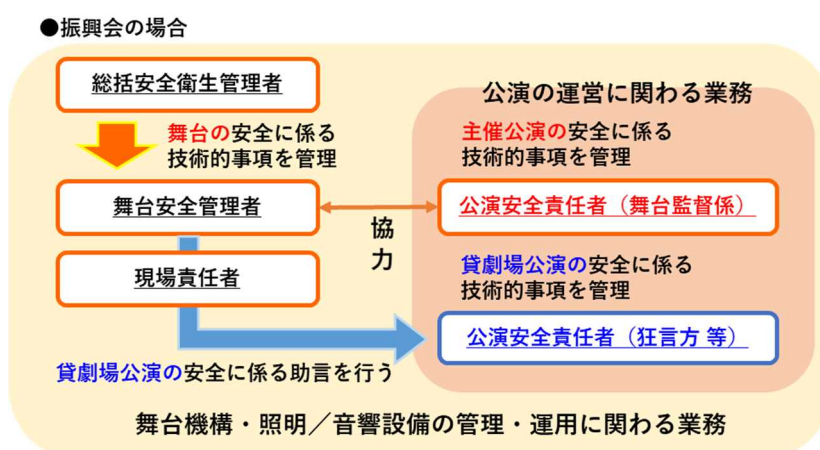 ●振興会の場合
総括安全衛生管理者
舞台の安全に係る
技術的事項を管理
舞台安全管理者
現場責任者
貸劇場公演の安全に係る助言を行う
協
力
公演の運営に関わる業務
主催公演の安全に係る
技術的事項を管理
公演安全責任者（舞台監督係）
貸劇場公演の安全に係る
技術的事項を管理
公演安全責任者（狂言方 等）
舞台機構・照明／音響設備の管理・運用に関わる業務